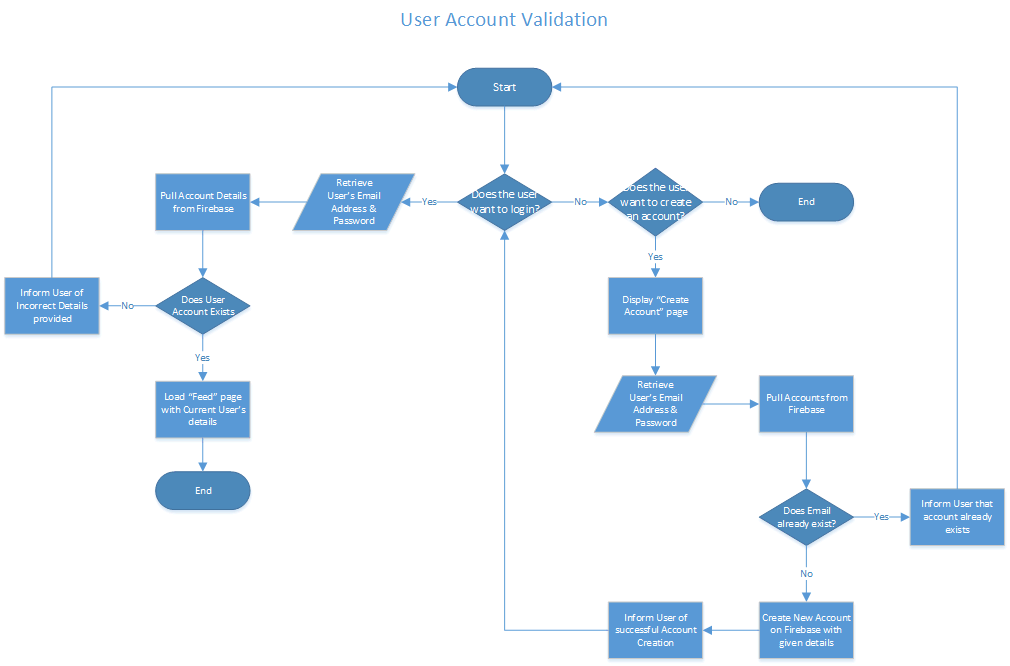 User Account Validation
Start
Does the user
want to login?
Yes
Retrieve
User's Email
Address &
Password
Pull Account Details
from Firebase
Does User
Account Exists
No
Inform User of
Incorrect Details
provided
Yes
Load "Feed" page
with Current User's
details
End
No
Does the user
want to create
an account?
No
End
Yes
Display "Create
Account" page
Retrieve
User's Email
Address &
Password
Pull Accounts from
Firebase
Does Email
already exist?
Yes
Inform User that
account already
exists
No
Create New Account
on Firebase with
given details
Inform User of
successful Account
Creation